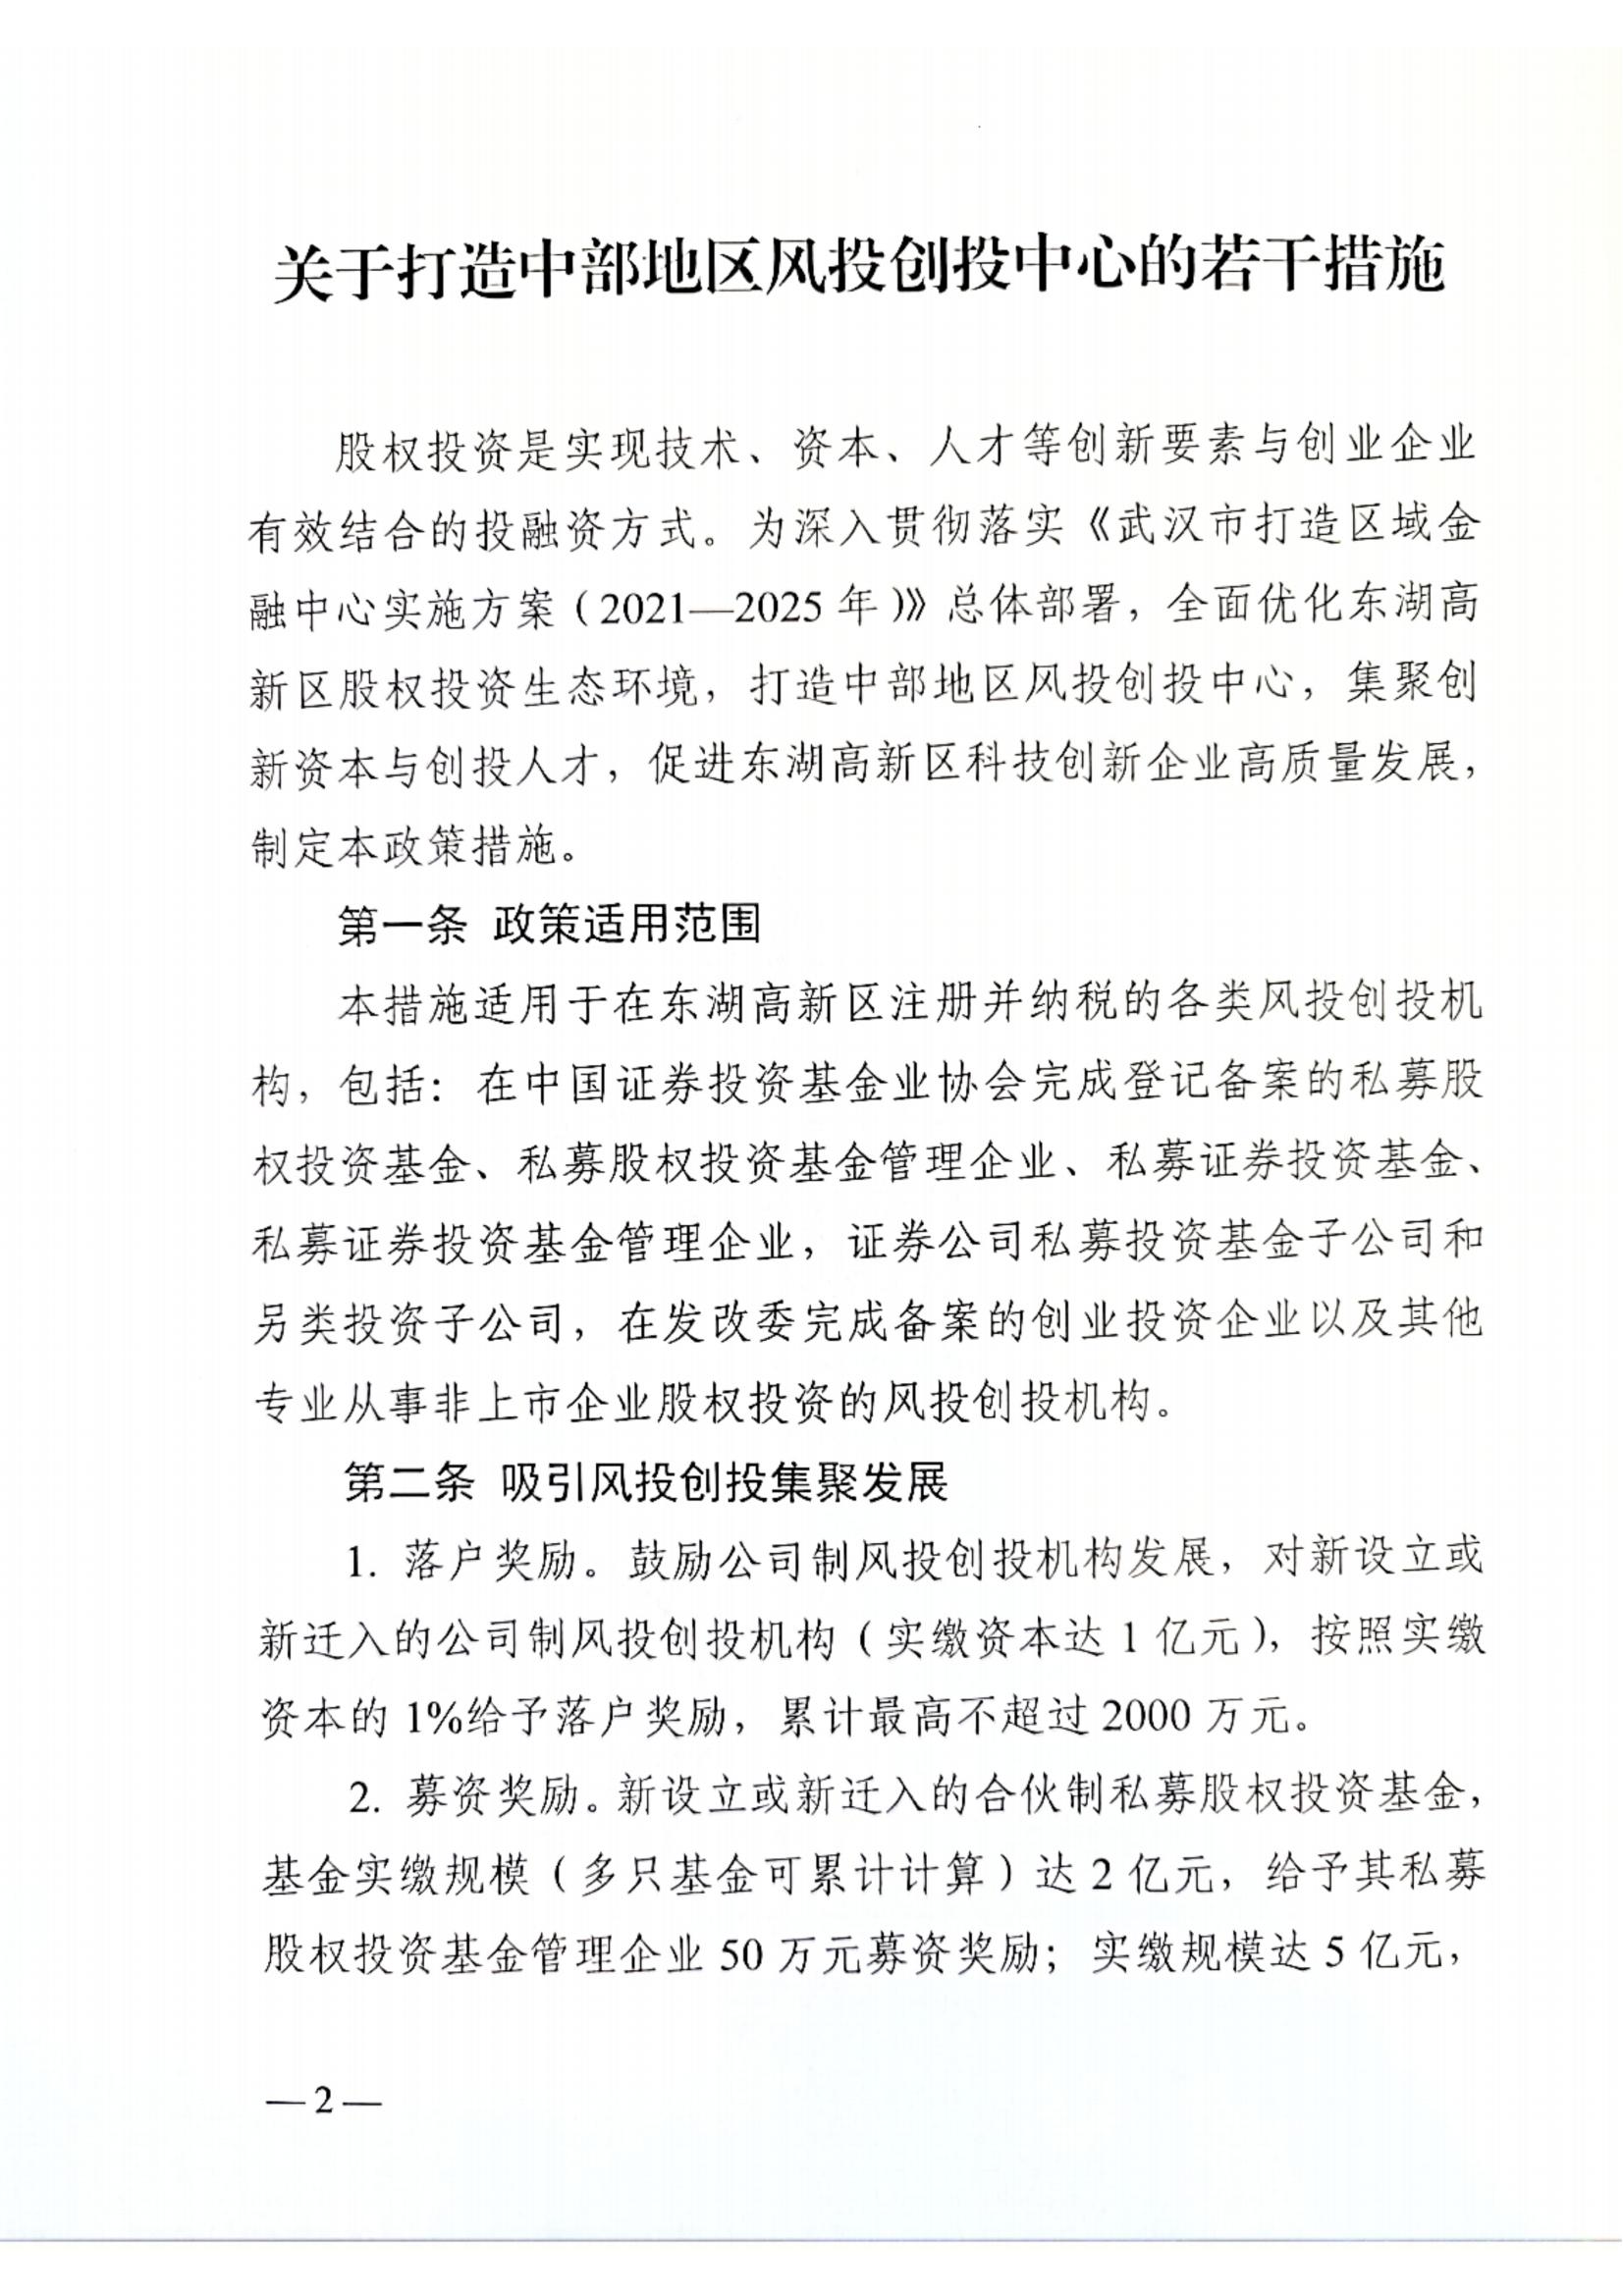 关于打造中部地区风投创投中心的若干措施
股权投资是实现技术、资本、人才等创新要素与创业企业
有效结合的投融资方式。为深入贯彻落实《武汉市打造区域金
融中心实施方案（2021—2025 年）》总体部署，全面优化东湖高
新区股权投资生态环境，打造中部地区风投创投中心，集聚创
新资本与创投人才，促进东湖高新区科技创新企业高质量发展，
制定本政策措施。
第一条 政策适用范围
本措施适用于在东湖高新区注册并纳税的各类风投创投机
构，包括：在中国证券投资基金业协会完成登记备案的私募股
权投资基金、私募股权投资基金管理企业、私募证券投资基金、
私募证券投资基金管理企业，证券公司私募投资基金子公司和
另类投资子公司，在发改委完成备案的创业投资企业以及其他
专业从事非上市企业股权投资的风投创投机构。
第二条 吸引风投创投集聚发展
1. 落户奖励。鼓励公司制风投创投机构发展，对新设立或
新迁入的公司制风投创投机构（实缴资本达 1 亿元），按照实缴
资本的 1%给予落户奖励，累计最高不超过 2000 万元。
2. 募资奖励。新设立或新迁入的合伙制私募股权投资基金，
基金实缴规模（多只基金可累计计算）达 2 亿元，给予其私募
股权投资基金管理企业 50 万元募资奖励；实缴规模达 5 亿元，
—2—